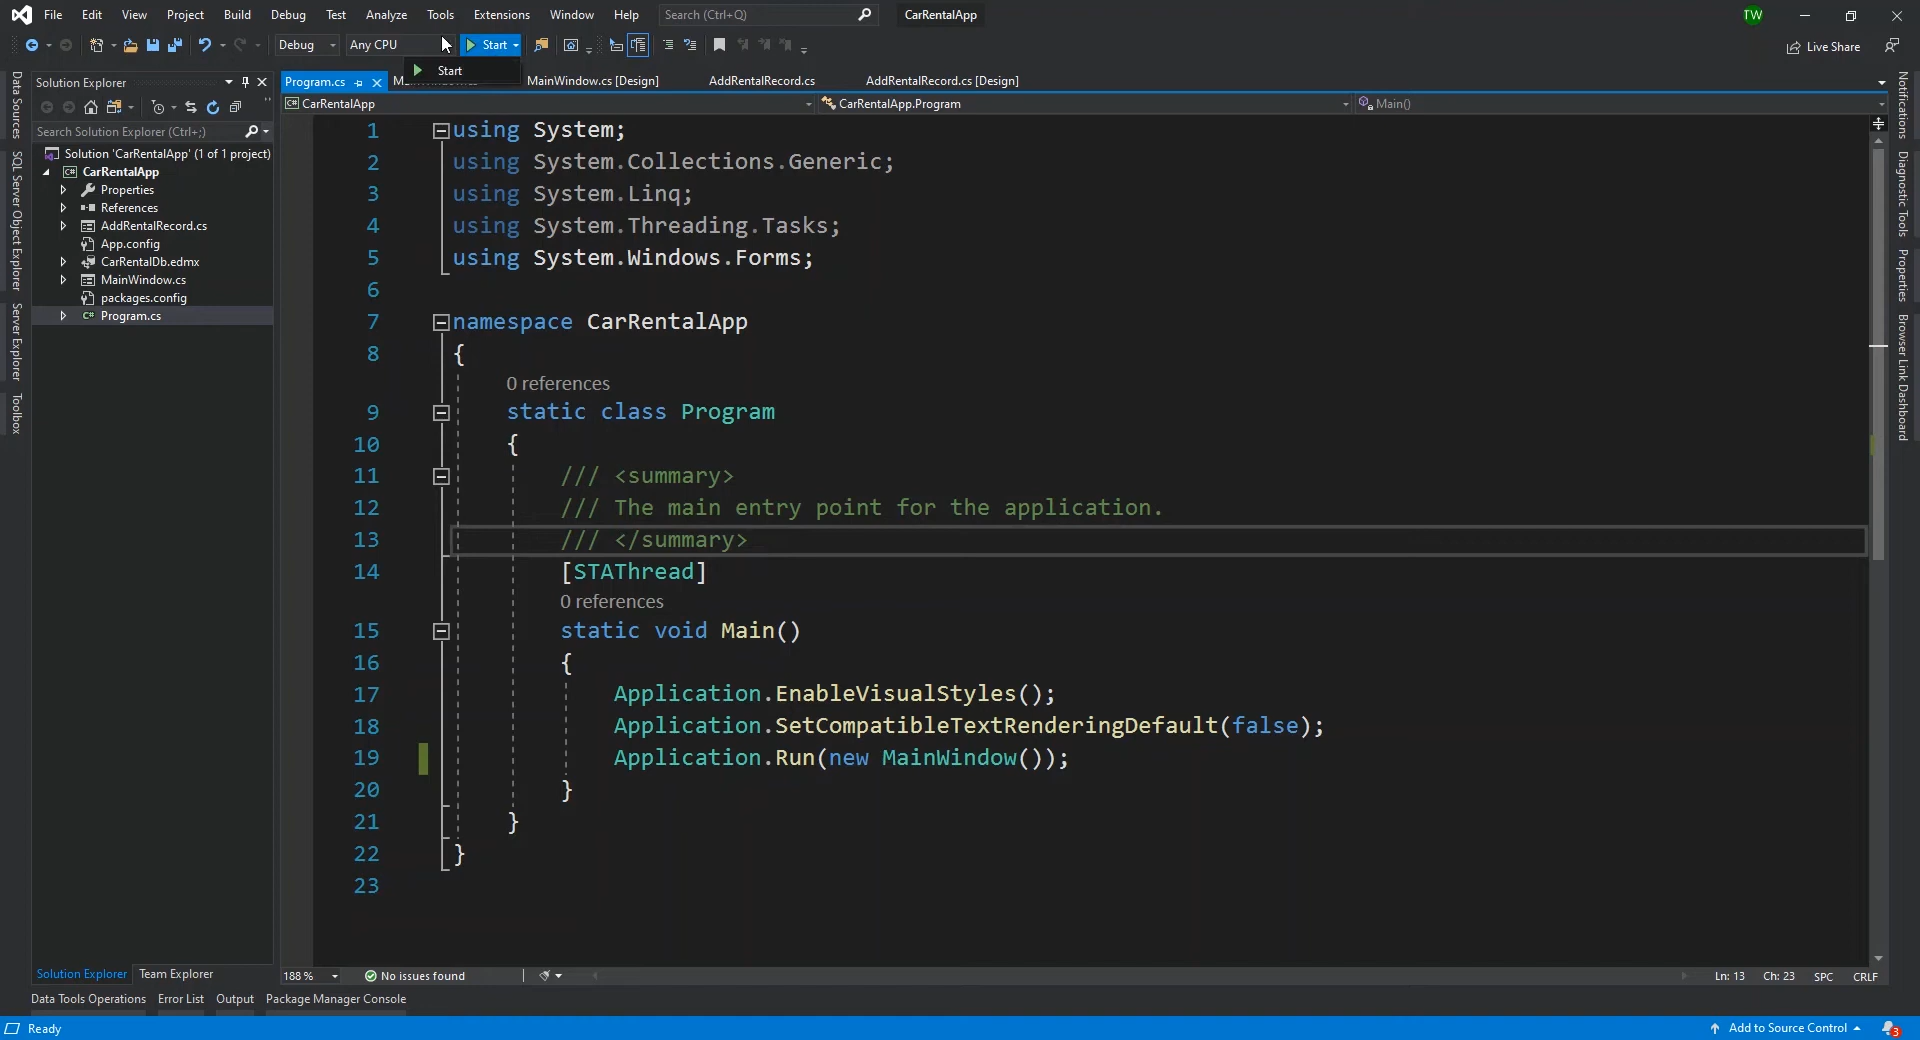 File Edit View Project Build Debug Test Analyze Tools Extensions Window Help Search (Ctrl+Q) CarRentalApp TW
Debug Any CPU Start Live Share
Start
Solution Explorer
Program.cs MainWindow.cs [Design] AddRentalRecord.cs AddRentalRecord.cs [Design]
CarRentalApp CarRentalApp.Program Main()
Search Solution Explorer (Ctrl+;)
Solution 'CarRentalApp' (1 of 1 project)
CarRentalApp
Properties
References
AddRentalRecord.cs
App.config
CarRentalDb.edmx
MainWindow.cs
packages.config
Program.cs
Data Sources
SQL Server Object Explorer
Server Explorer
Toolbox
1 using System;
2 using System.Collections.Generic;
3 using System.Linq;
4 using System.Threading.Tasks;
5 using System.Windows.Forms;
6
7 namespace CarRentalApp
8 {
0 references
9 static class Program
10 {
11 /// <summary>
12 /// The main entry point for the application.
13 /// </summary>
14 [STAThread]
0 references
15 static void Main()
16 {
17 Application.EnableVisualStyles();
18 Application.SetCompatibleTextRenderingDefault(false);
19 Application.Run(new MainWindow());
20 }
21 }
22 }
23
Notifications
Diagnostic Tools
Properties
Browser Link Dashboard
Solution Explorer Team Explorer
188 % No issues found Ln: 13 Ch: 23 SPC CRLF
Data Tools Operations Error List Output Package Manager Console
Ready Add to Source Control 3